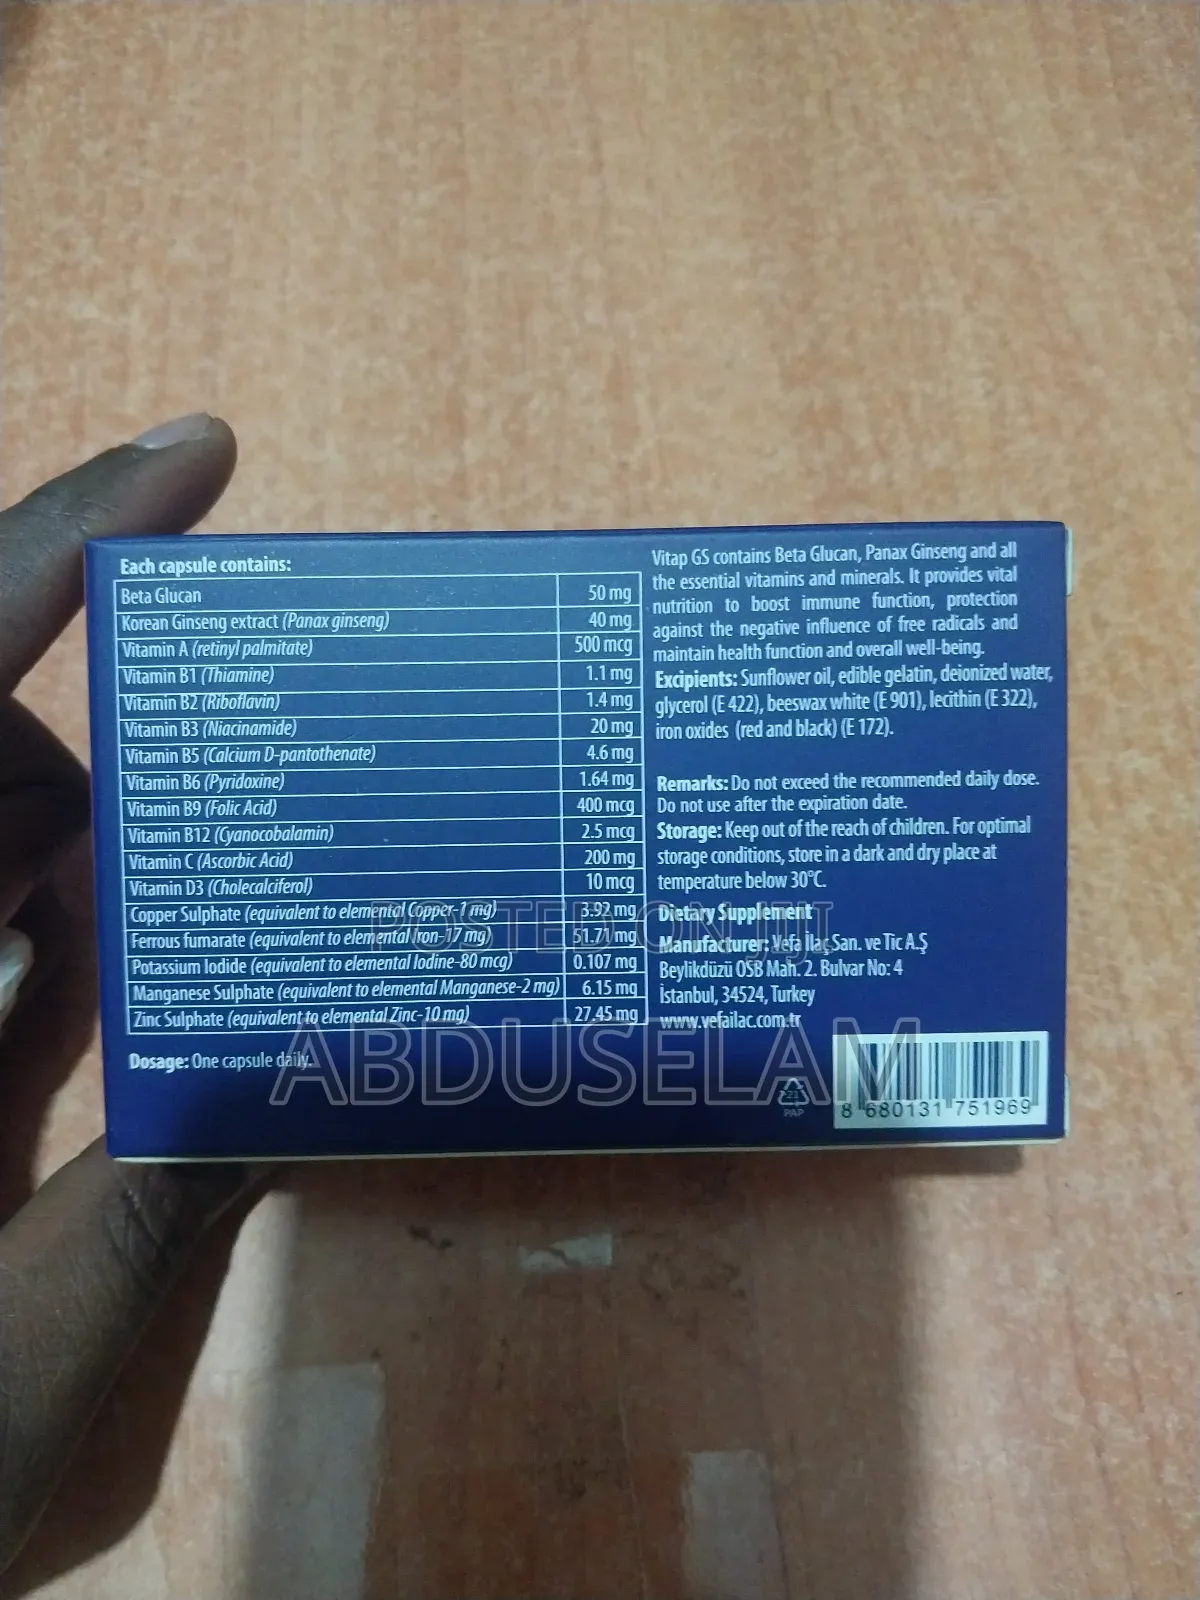 Each capsule contains:
Beta Glucan 50 mg
Korean Ginseng extract (Panax ginseng) 40 mg
Vitamin A (retinyl palmitate) 500 mcg
Vitamin B1 (Thiamine) 1.1 mg
Vitamin B2 (Riboflavin) 1.4 mg
Vitamin B3 (Niacinamide) 20 mg
Vitamin B5 (Calcium D-pantothenate) 4.6 mg
Vitamin B6 (Pyridoxine) 1.64 mg
Vitamin B9 (Folic Acid) 400 mcg
Vitamin B12 (Cyanocobalamin) 2.5 mcg
Vitamin C (Ascorbic Acid) 200 mg
Vitamin D3 (Cholecalciferol) 10 mcg
Copper Sulphate (equivalent to elemental Copper-1 mg) 3.92 mg
Ferrous fumarate (equivalent to elemental Iron-17 mg) 51.71 mg
Potassium Iodide (equivalent to elemental Iodine-80 mcg) 0.107 mg
Manganese Sulphate (equivalent to elemental Manganese-2 mg) 6.15 mg
Zinc Sulphate (equivalent to elemental Zinc-10 mg) 27.45 mg
Dosage: One capsule daily.
Vitap GS contains Beta Glucan, Panax Ginseng and all
the essential vitamins and minerals. It provides vital
nutrition to boost immune function, protection
against the negative influence of free radicals and
maintain health function and overall well-being.
Excipients: Sunflower oil, edible gelatin, deionized water,
glycerol (E 422), beeswax white (E 901), lecithin (E 322),
iron oxides (red and black) (E 172).
Remarks: Do not exceed the recommended daily dose.
Do not use after the expiration date.
Storage: Keep out of the reach of children. For optimal
storage conditions, store in a dark and dry place at
temperature below 30°C.
Dietary Supplement
Manufacturer: Vefa İlaç San. ve Tic A.Ş
Beylikdüzü OSB Mah. 2. Bulvar No: 4
İstanbul, 34524, Turkey
www.vefailac.com.tr
21
PAP
8 680131 751969
POSTED ON JIJI
ABDUSELAM